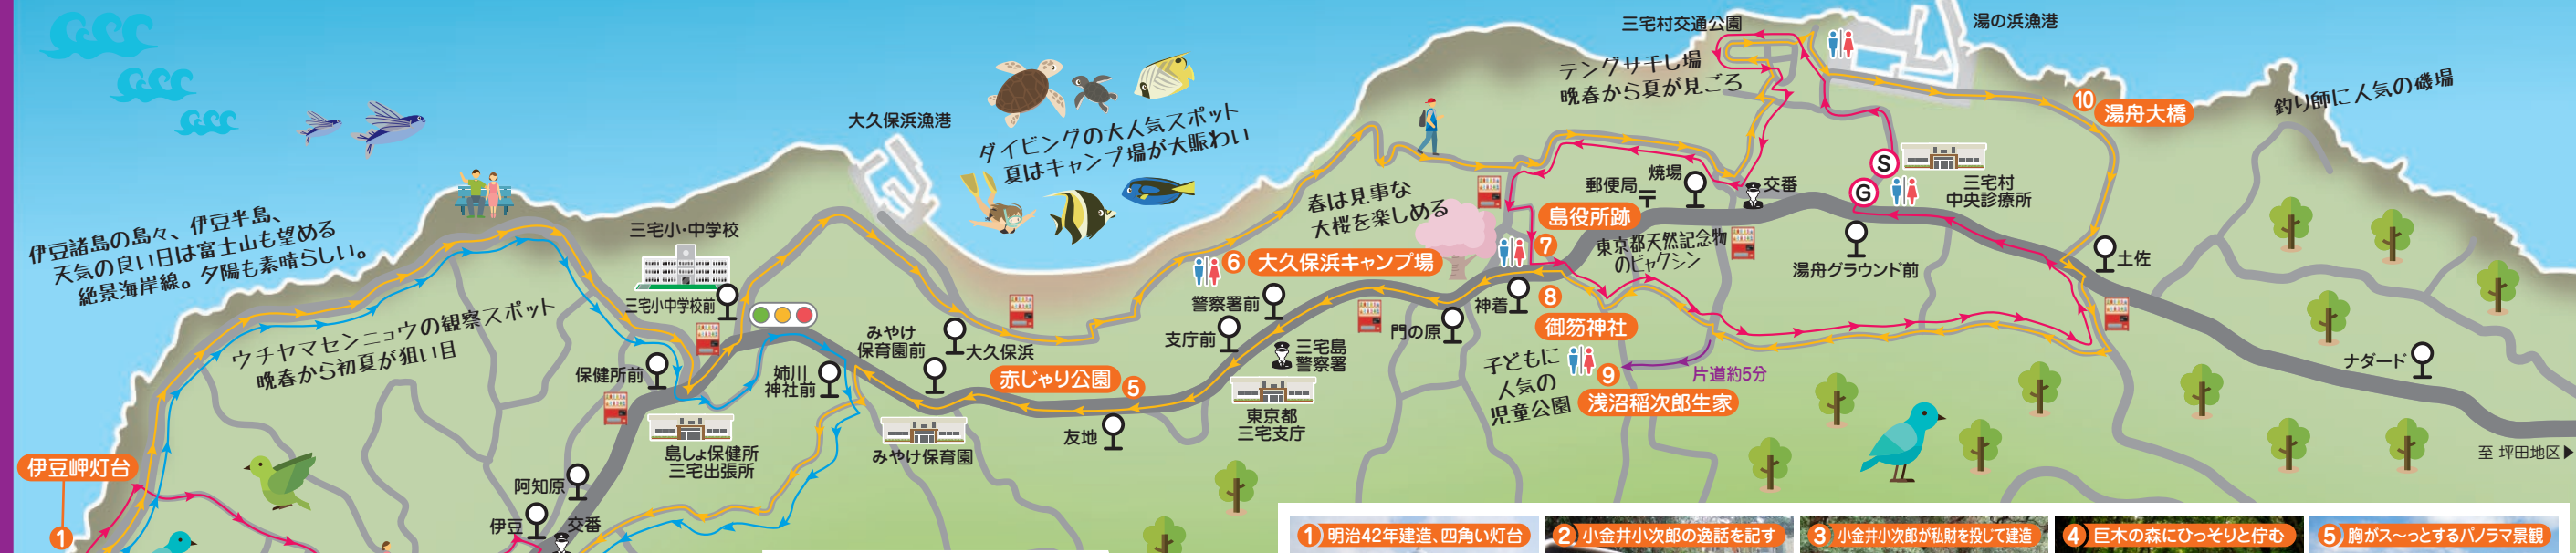 三宅村交通公園
湯の浜漁港
テングサ干し場
晩春から夏が見ごろ
釣り師に人気の磯場
10 湯舟大橋
大久保浜漁港
ダイビングの大人気スポット
夏はキャンプ場が大賑わい
伊豆諸島の島々、伊豆半島、
天気の良い日は富士山も望める
絶景海岸線。夕陽も素晴らしい。
三宅小・中学校
三宅小中学校前
ウチヤマセンニュウの観察スポット
晩春から初夏が狙い目
春は見事な
大桜を楽しめる
郵便局
〒
焼場
交番
S
G
三宅村
中央診療所
島役所跡
7
東京都天然記念物
のビャクシン
湯舟グラウンド前
土佐
6 大久保浜キャンプ場
警察署前
支庁前
三宅島
警察署
東京都
三宅支庁
門の原
神着
8
御笏神社
子どもに
人気の
児童公園
9
浅沼稲次郎生家
片道約5分
ナダード
至 坪田地区▶
保健所前
姉川
神社前
みやけ
保育園前
大久保浜
赤じゃり公園 5
友地
みやけ保育園
島しょ保健所
三宅出張所
伊豆岬灯台
1
阿知原
伊豆
交番
1 明治42年建造、四角い灯台
2 小金井小次郎の逸話を記す
3 小金井小次郎が私財を投じて建造
4 巨木の森にひっそりと佇む
5 胸がス〜っとするパノラマ景観